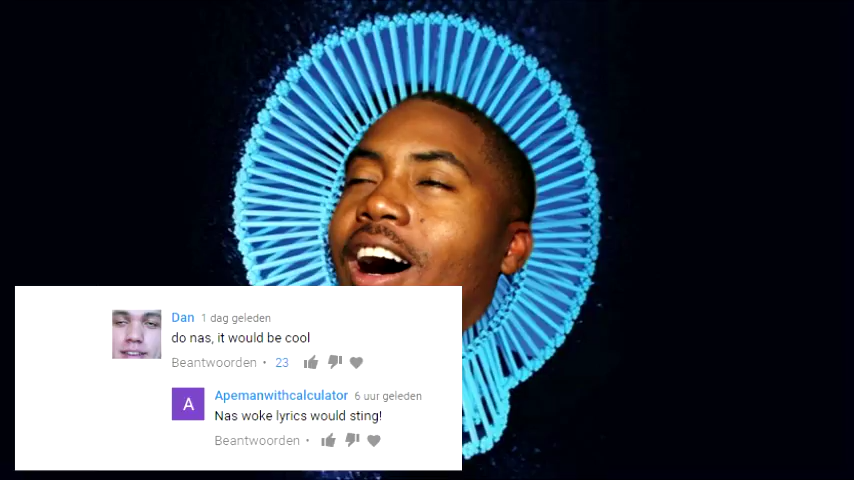 Dan 1 dag geleden
do nas, it would be cool
Beantwoorden • 23
A
Apemanwithcalculator 6 uur geleden
Nas woke lyrics would sting!
Beantwoorden •